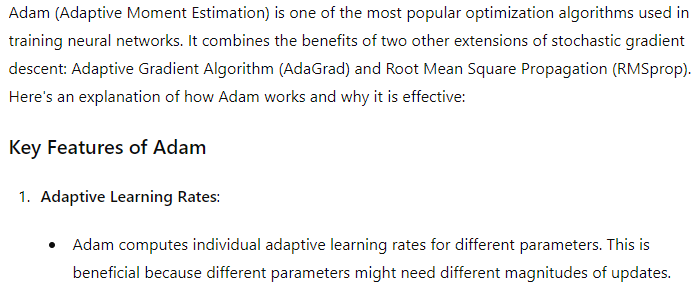 Adam (Adaptive Moment Estimation) is one of the most popular optimization algorithms used in
training neural networks. It combines the benefits of two other extensions of stochastic gradient
descent: Adaptive Gradient Algorithm (AdaGrad) and Root Mean Square Propagation (RMSprop).
Here's an explanation of how Adam works and why it is effective:
Key Features of Adam
1. Adaptive Learning Rates:
• Adam computes individual adaptive learning rates for different parameters. This is
beneficial because different parameters might need different magnitudes of updates.